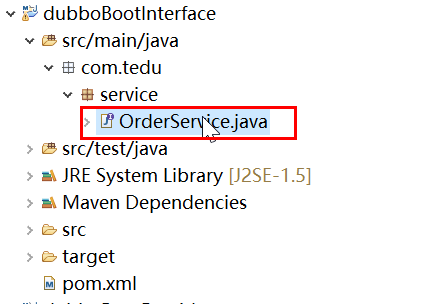 dubboBootInterface
src/main/java
com.tedu
service
OrderService.java
src/test/java
JRE System Library [J2SE-1.5]
Maven Dependencies
src
target
pom.xml